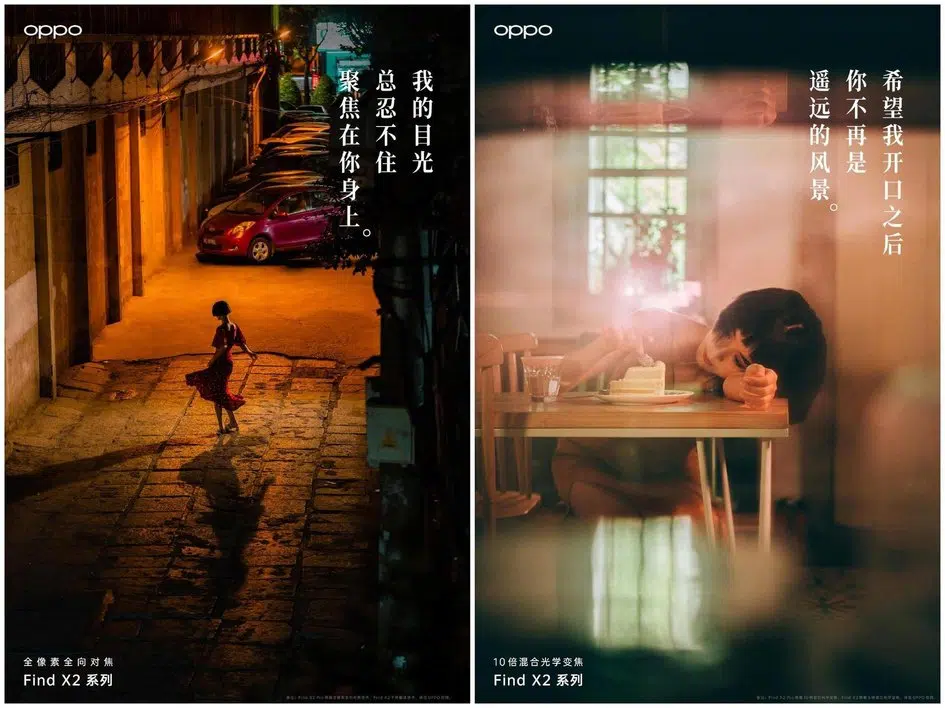 oppo
我的目光
总忍不住
聚焦在你身上。
全像素全向对焦
Find X2 系列
oppo
希望我开口之后
你不再是
遥远的风景。
10倍混合光学变焦
Find X2 系列